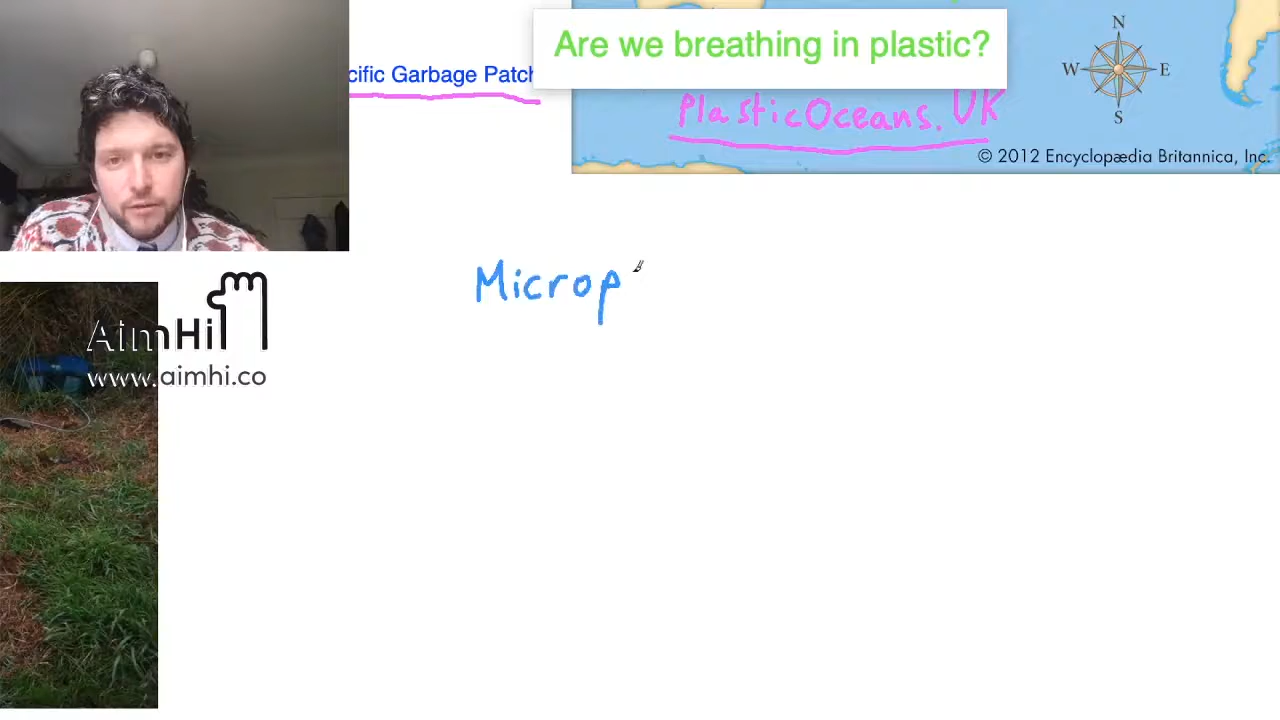 Are we breathing in plastic?
cific Garbage Patch
PlasticOceans.UK
N
W E
S
© 2012 Encyclopædia Britannica, Inc.
Microp
AimHi
www.aimhi.co